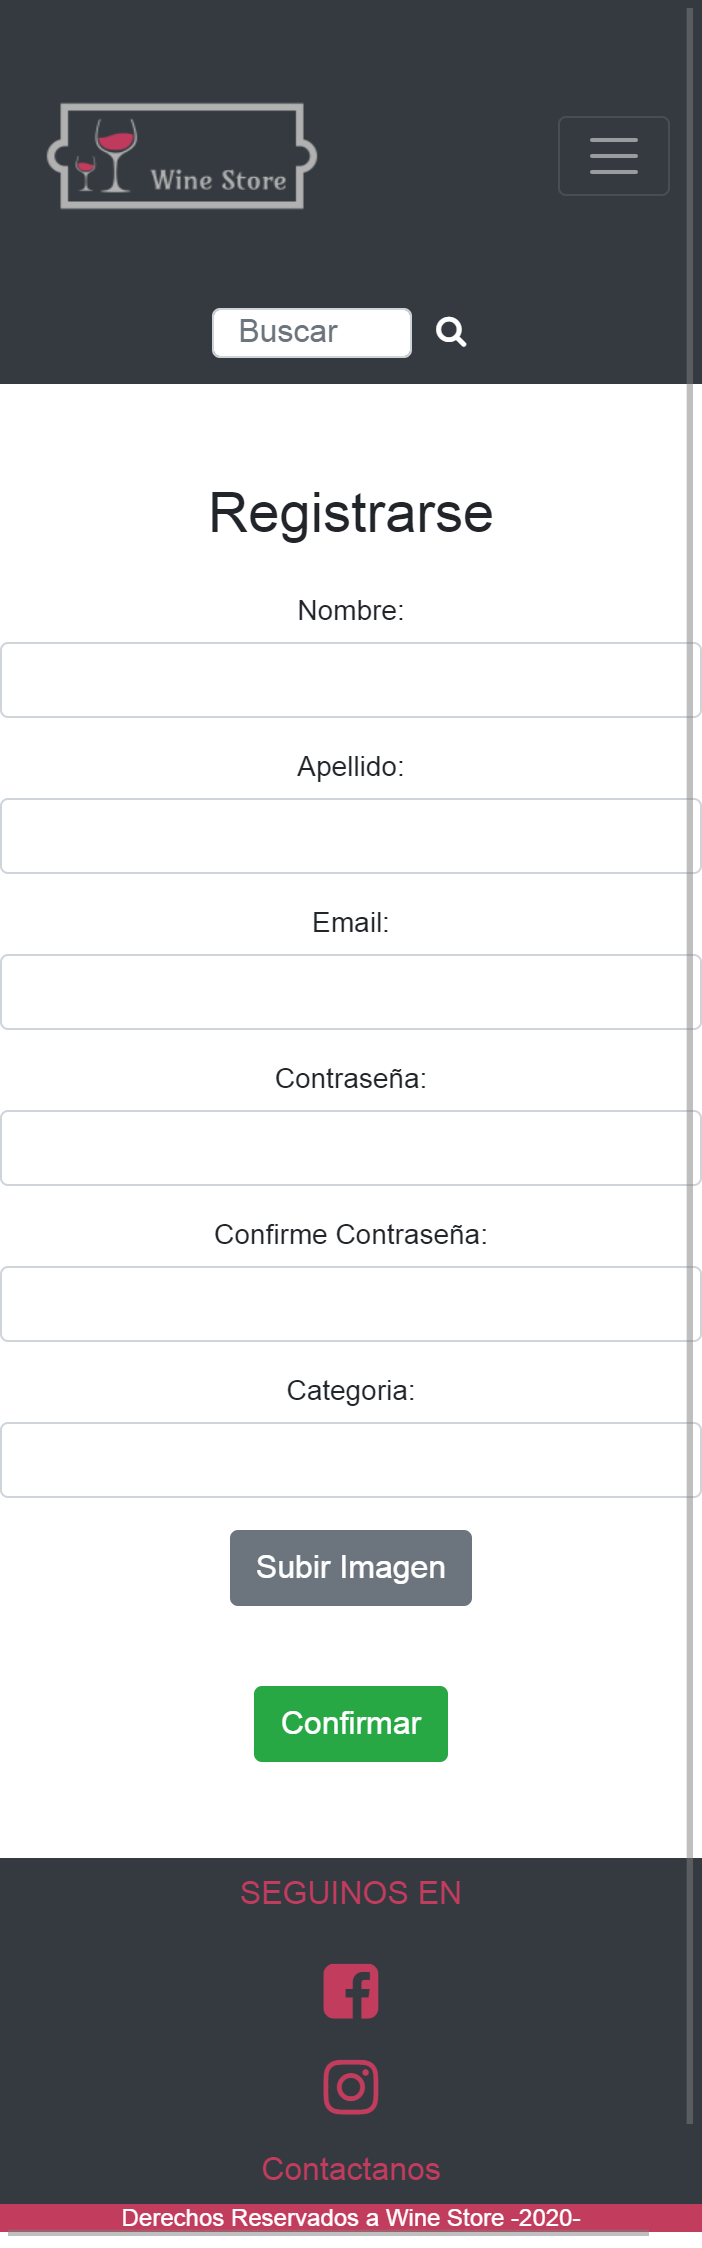 Wine Store
Buscar
Registrarse
Nombre:
Apellido:
Email:
Contraseña:
Confirme Contraseña:
Categoria:
Subir Imagen
Confirmar
SEGUINOS EN
Contactanos
Derechos Reservados a Wine Store -2020-